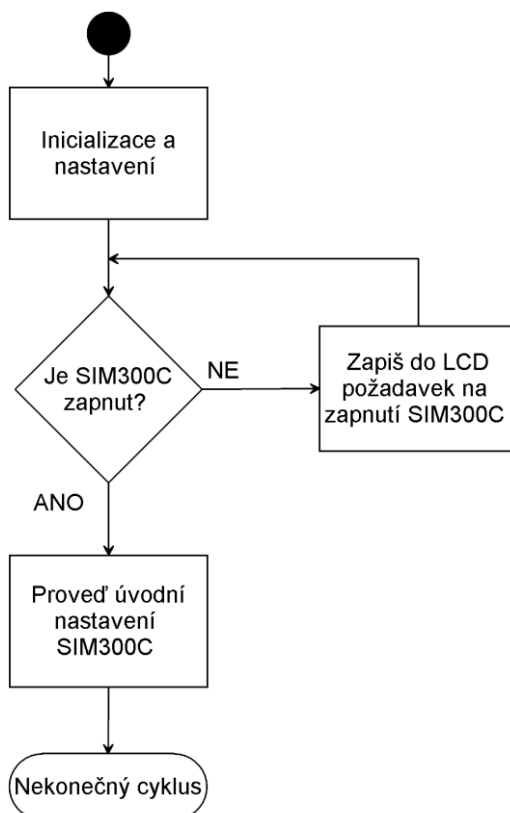 Inicializace a
nastavení
Je SIM300C
zapnut?
NE
Zapiš do LCD
požadavek na
zapnutí SIM300C
ANO
Proveď úvodní
nastavení
SIM300C
Nekonečný cyklus